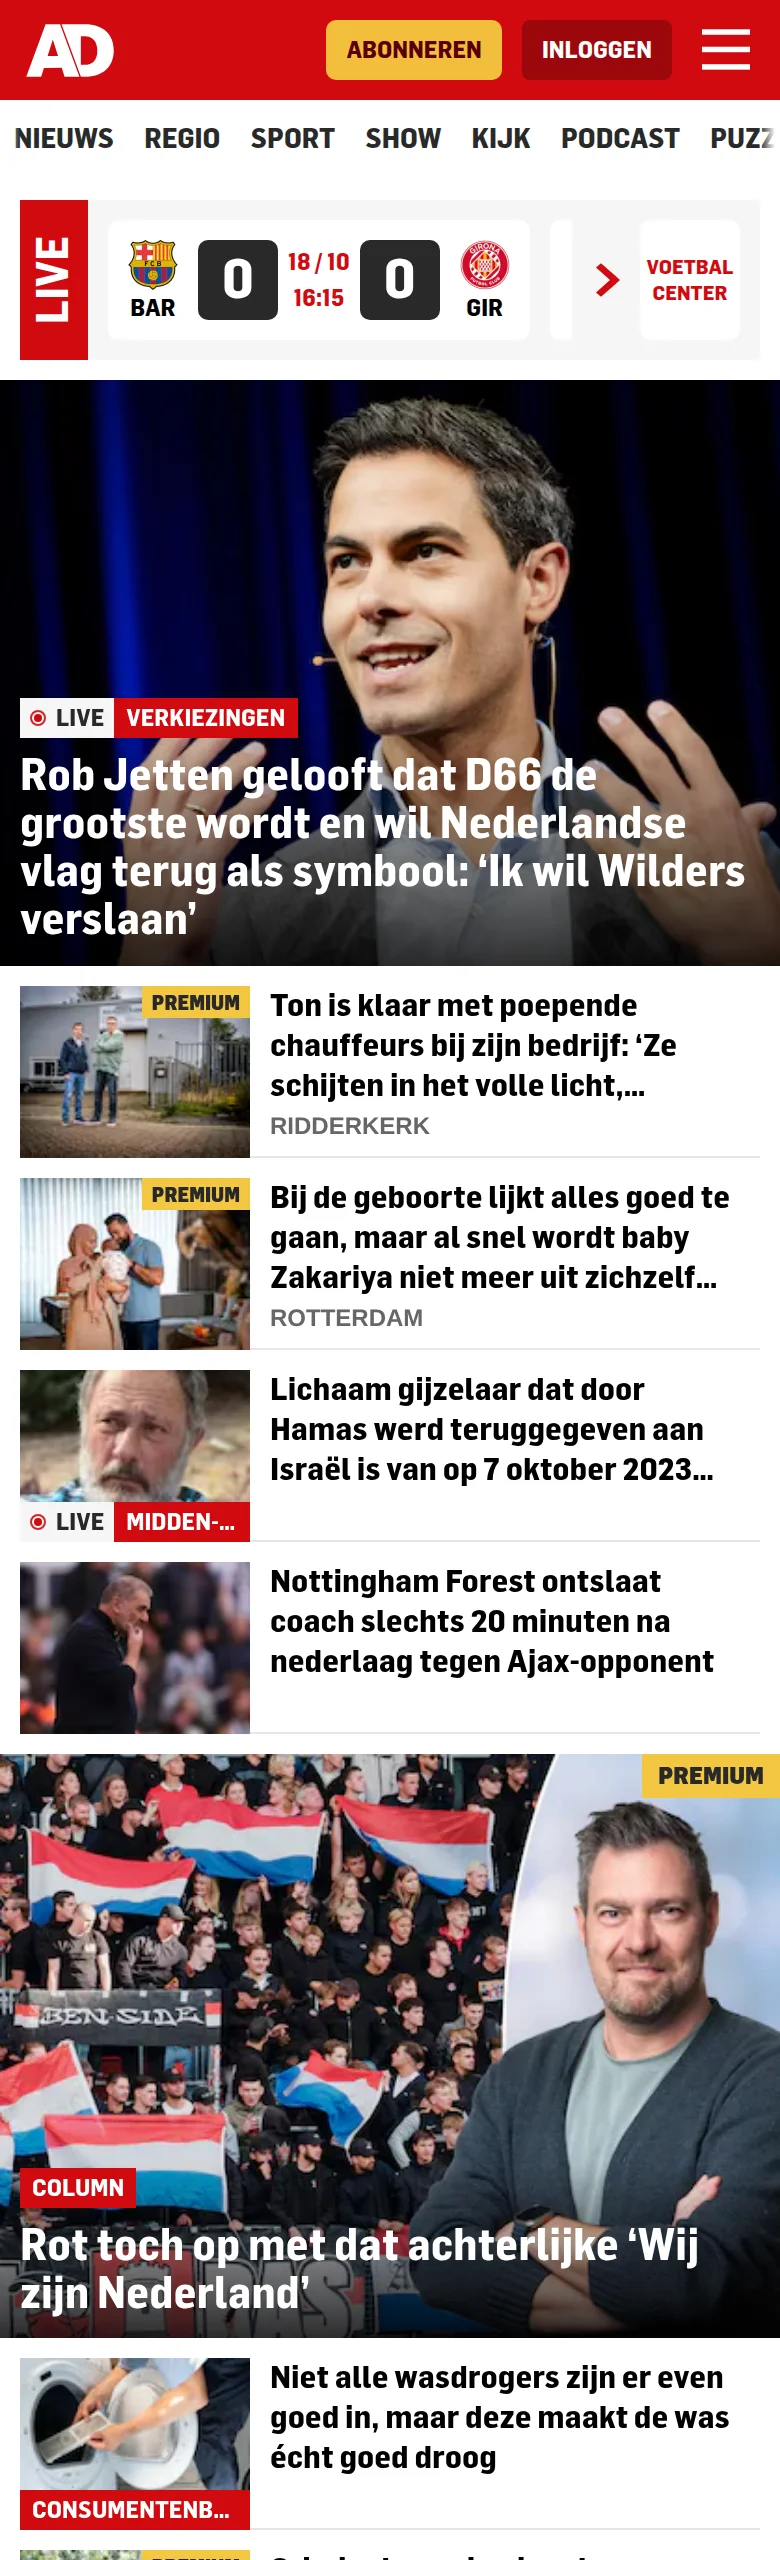 AD
ABONNEREN
INLOGGEN
NIEUWS REGIO SPORT SHOW KIJK PODCAST PUZZ
LIVE
BAR
0
18 / 10
16:15
0
GIR
VOETBAL
CENTER
LIVE VERKIEZINGEN
Rob Jetten gelooft dat D66 de
grootste wordt en wil Nederlandse
vlag terug als symbool: ‘Ik wil Wilders
verslaan’
PREMIUM
Ton is klaar met poepende
chauffeurs bij zijn bedrijf: ‘Ze
schijten in het volle licht,...
RIDDERKERK
PREMIUM
Bij de geboorte lijkt alles goed te
gaan, maar al snel wordt baby
Zakariya niet meer uit zichzelf...
ROTTERDAM
LIVE MIDDEN-...
Lichaam gijzelaar dat door
Hamas werd teruggegeven aan
Israël is van op 7 oktober 2023...
Nottingham Forest ontslaat
coach slechts 20 minuten na
nederlaag tegen Ajax-opponent
PREMIUM
BEN-SIDE
COLUMN
Rot toch op met dat achterlijke ‘Wij
zijn Nederland’
CONSUMENTENB...
Niet alle wasdrogers zijn er even
goed in, maar deze maakt de was
écht goed droog
PREMIUM